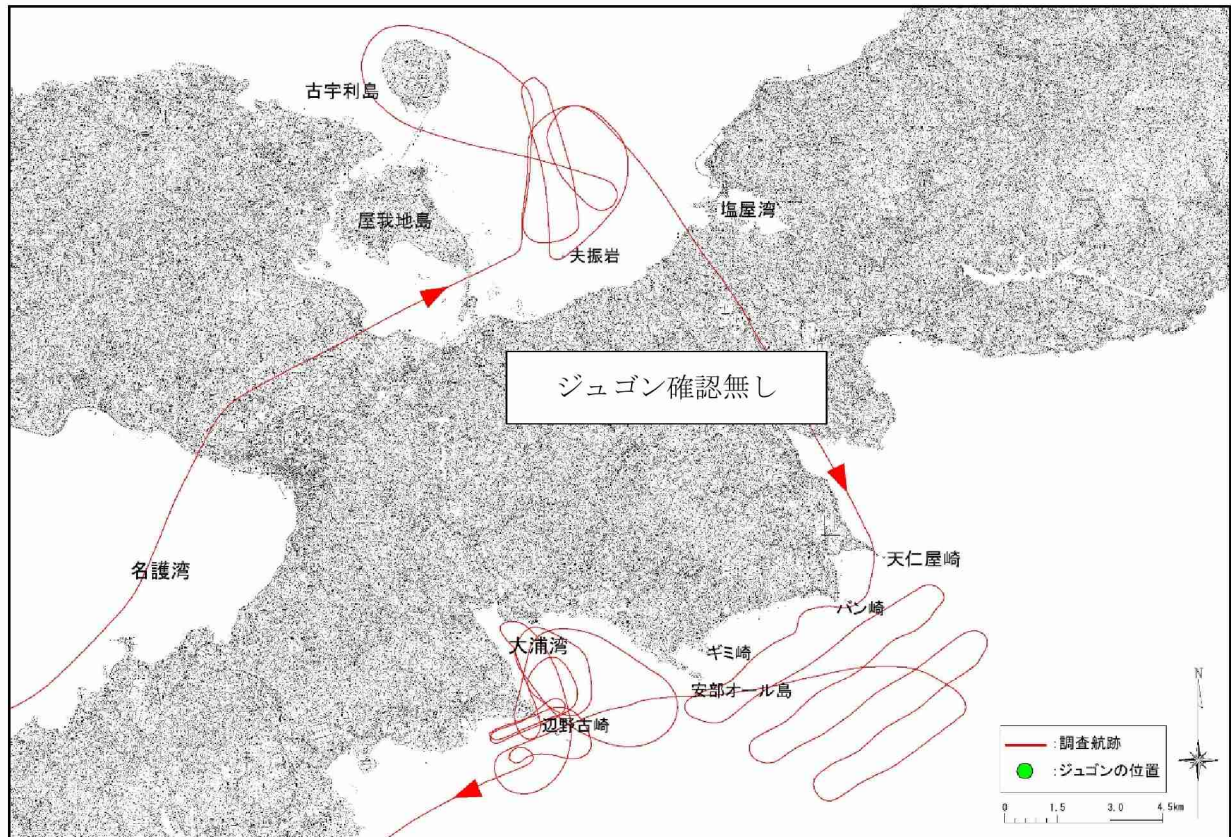 古宇利島
屋我地島
塩屋湾
夫振岩
ジュゴン確認無し
名護湾
天仁屋崎
バン崎
大浦湾
ギミ崎
安部オール島
辺野古崎
N
:調査航跡
:ジュゴンの位置
0 1.5 3.0 4.5km